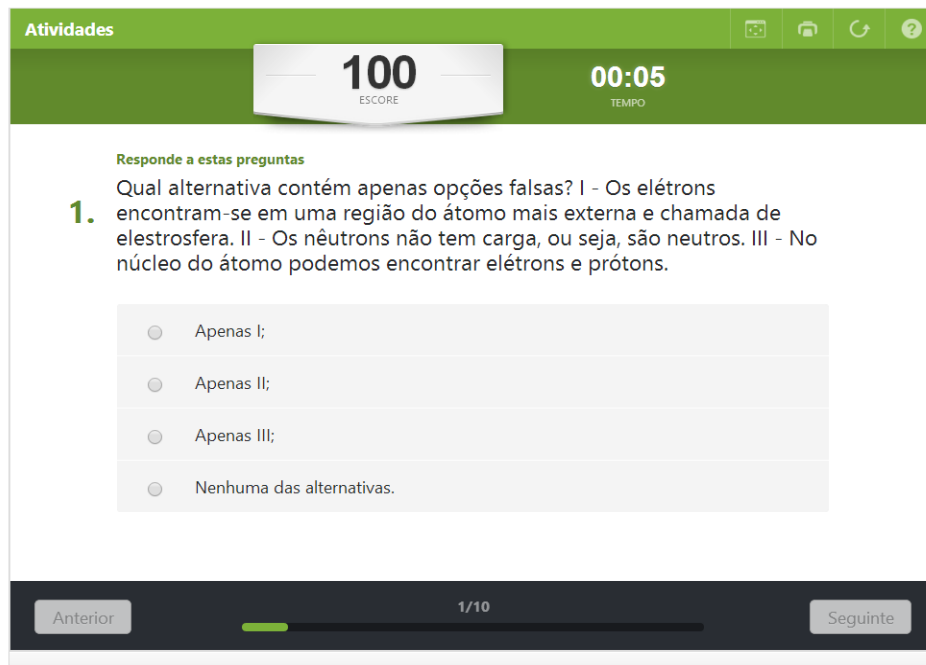 Atividades
100
ESCORE
00:05
TEMPO
?
Responde a estas preguntas
1.
Qual alternativa contém apenas opções falsas? I - Os elétrons
encontram-se em uma região do átomo mais externa e chamada de
elestrosfera. II - Os nêutrons não tem carga, ou seja, são neutros. III - No
núcleo do átomo podemos encontrar elétrons e prótons.
Apenas I;
Apenas II;
Apenas III;
Nenhuma das alternativas.
Anterior
1/10
Seguinte